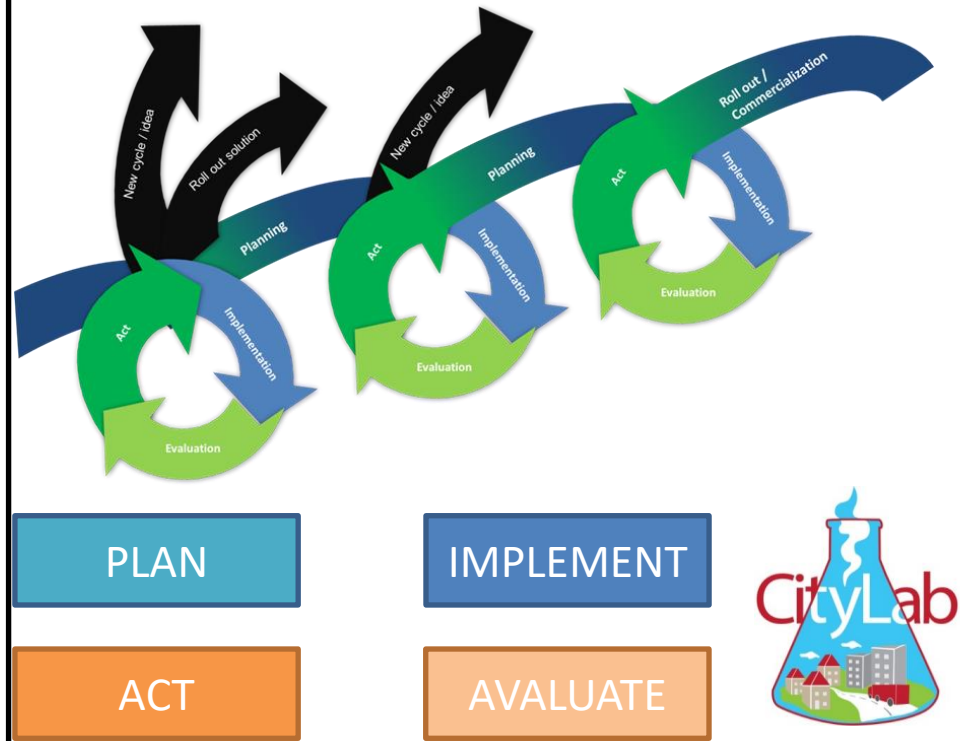 New cycle / idea
Roll out solution
New cycle / idea
Roll out /
Commercialization
Planning
Planning
Act
Implementation
Evaluation
Act
Implementation
Evaluation
Act
Implementation
Evaluation
PLAN
IMPLEMENT
CityLab
ACT
AVALUATE